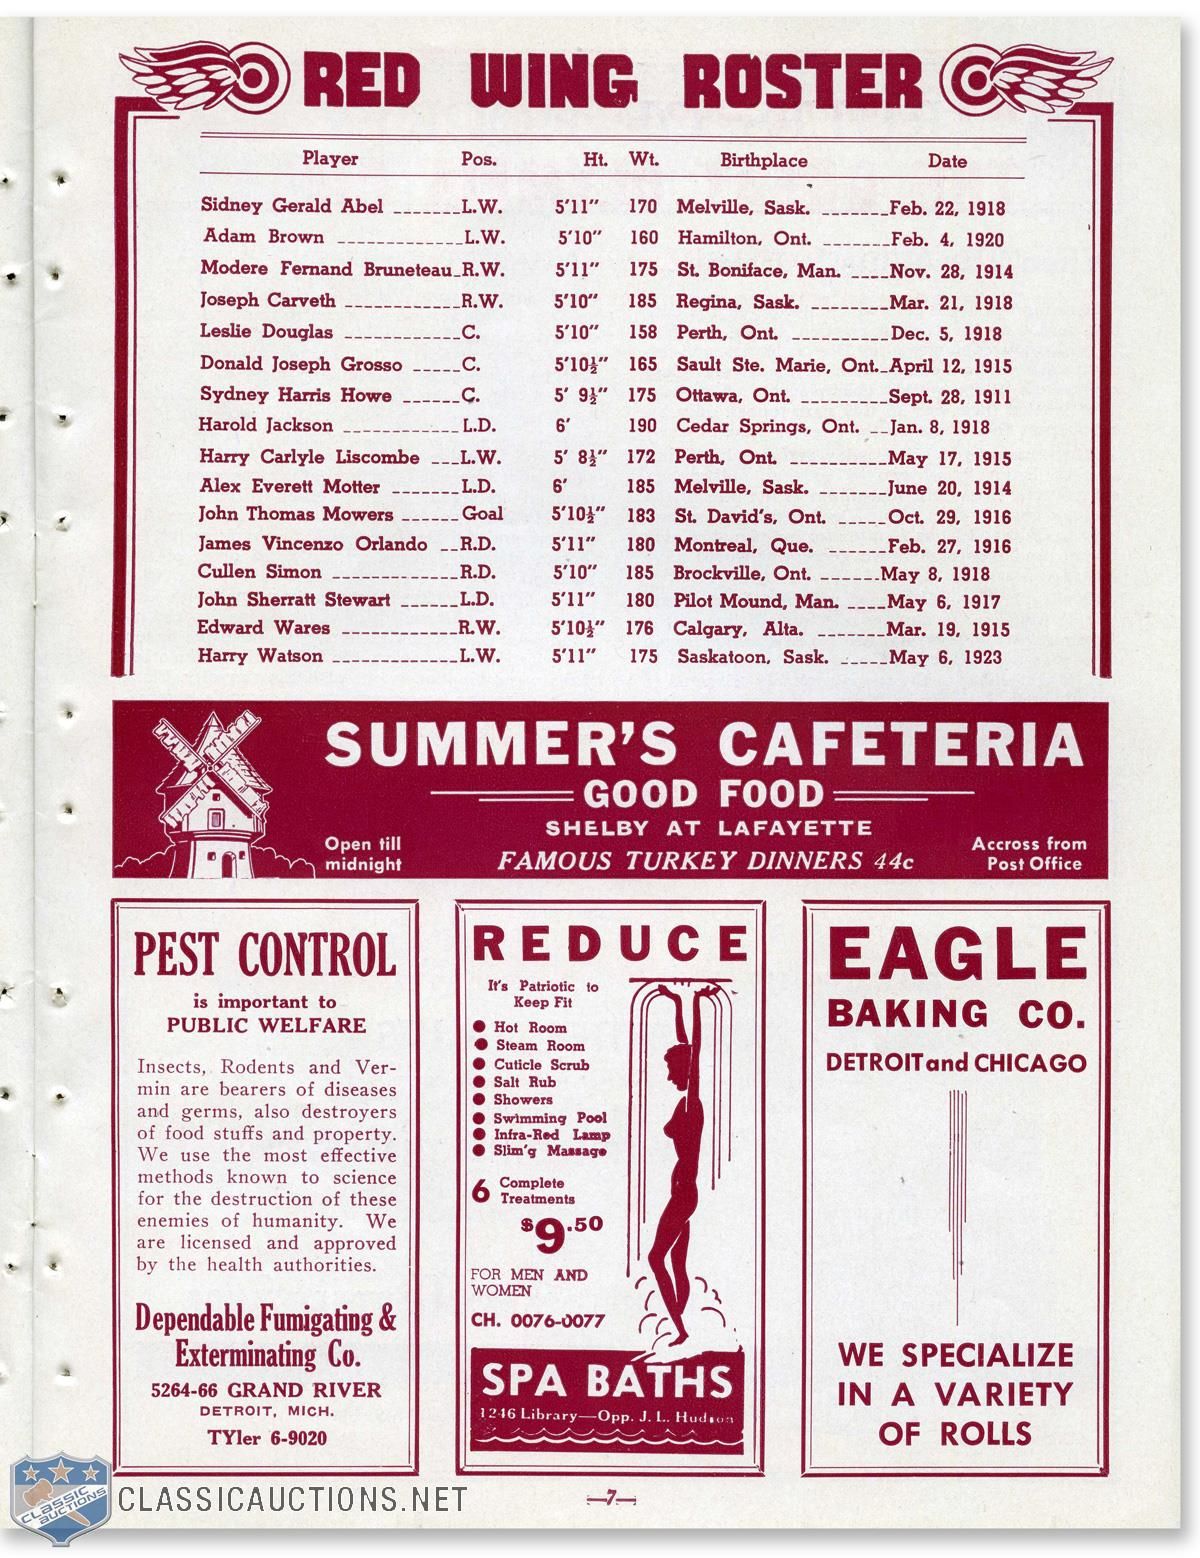 RED WING ROSTER
Player Pos. Ht. Wt. Birthplace Date
Sidney Gerald Abel _______L.W. 5'11" 170 Melville, Sask. _______Feb. 22, 1918
Adam Brown _____________L.W. 5'10" 160 Hamilton, Ont. _______Feb. 4, 1920
Modere Fernand Bruneteau_R.W. 5'11" 175 St. Boniface, Man. ____Nov. 28, 1914
Joseph Carveth ____________R.W. 5'10" 185 Regina, Sask. ________Mar. 21, 1918
Leslie Douglas _____________C. 5'10" 158 Perth, Ont. __________Dec. 5, 1918
Donald Joseph Grosso _____C. 5'10½" 165 Sault Ste. Marie, Ont._April 12, 1915
Sydney Harris Howe ______C. 5' 9½" 175 Ottawa, Ont. _________Sept. 28, 1911
Harold Jackson ____________L.D. 6' 190 Cedar Springs, Ont. __Jan. 8, 1918
Harry Carlyle Liscombe ___L.W. 5' 8½" 172 Perth, Ont. __________May 17, 1915
Alex Everett Motter _______L.D. 6' 185 Melville, Sask. _______June 20, 1914
John Thomas Mowers ______Goal 5'10½" 183 St. David's, Ont. _____Oct. 29, 1916
James Vincenzo Orlando __R.D. 5'11" 180 Montreal, Que. ______Feb. 27, 1916
Cullen Simon _____________R.D. 5'10" 185 Brockville, Ont. ______May 8, 1918
John Sherratt Stewart ______L.D. 5'11" 180 Pilot Mound, Man. ____May 6, 1917
Edward Wares ____________R.W. 5'10½" 176 Calgary, Alta. _______Mar. 19, 1915
Harry Watson _____________L.W. 5'11" 175 Saskatoon, Sask. _____May 6, 1923
SUMMER'S CAFETERIA
GOOD FOOD
SHELBY AT LAFAYETTE
FAMOUS TURKEY DINNERS 44c
Open till
midnight
Accross from
Post Office
PEST CONTROL
is important to
PUBLIC WELFARE
Insects, Rodents and Ver-
min are bearers of diseases
and germs, also destroyers
of food stuffs and property.
We use the most effective
methods known to science
for the destruction of these
enemies of humanity. We
are licensed and approved
by the health authorities.
Dependable Fumigating &
Exterminating Co.
5264-66 GRAND RIVER
DETROIT, MICH.
TYler 6-9020
REDUCE
It's Patriotic to
Keep Fit
● Hot Room
● Steam Room
● Cuticle Scrub
● Salt Rub
● Showers
● Swimming Pool
● Infra-Red Lamp
● Slim'g Massage
6 Complete
Treatments
$9.50
FOR MEN AND
WOMEN
CH. 0076-0077
SPA BATHS
1246 Library—Opp. J. L. Hudson
EAGLE
BAKING CO.
DETROIT and CHICAGO
WE SPECIALIZE
IN A VARIETY
OF ROLLS
—7—
CLASSIC
AUCTIONS
CLASSICAUCTIONS.NET